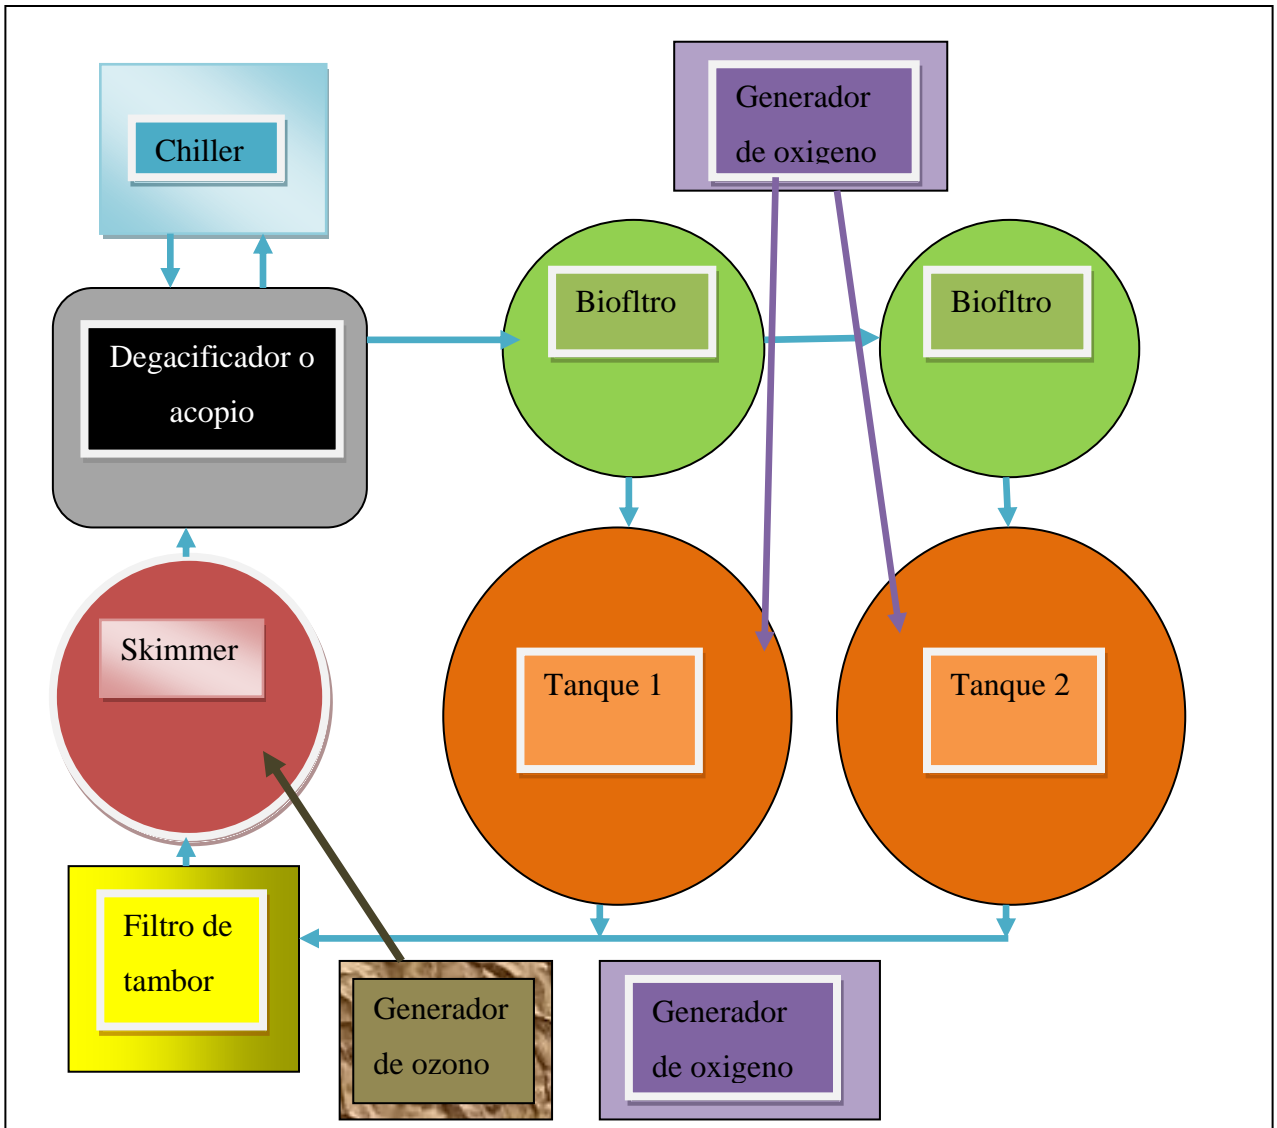 Chiller
Generador
de oxigeno
Biofltro
Biofltro
Degacificador o
acopio
Skimmer
Tanque 1
Tanque 2
Filtro de
tambor
Generador
de ozono
Generador
de oxigeno